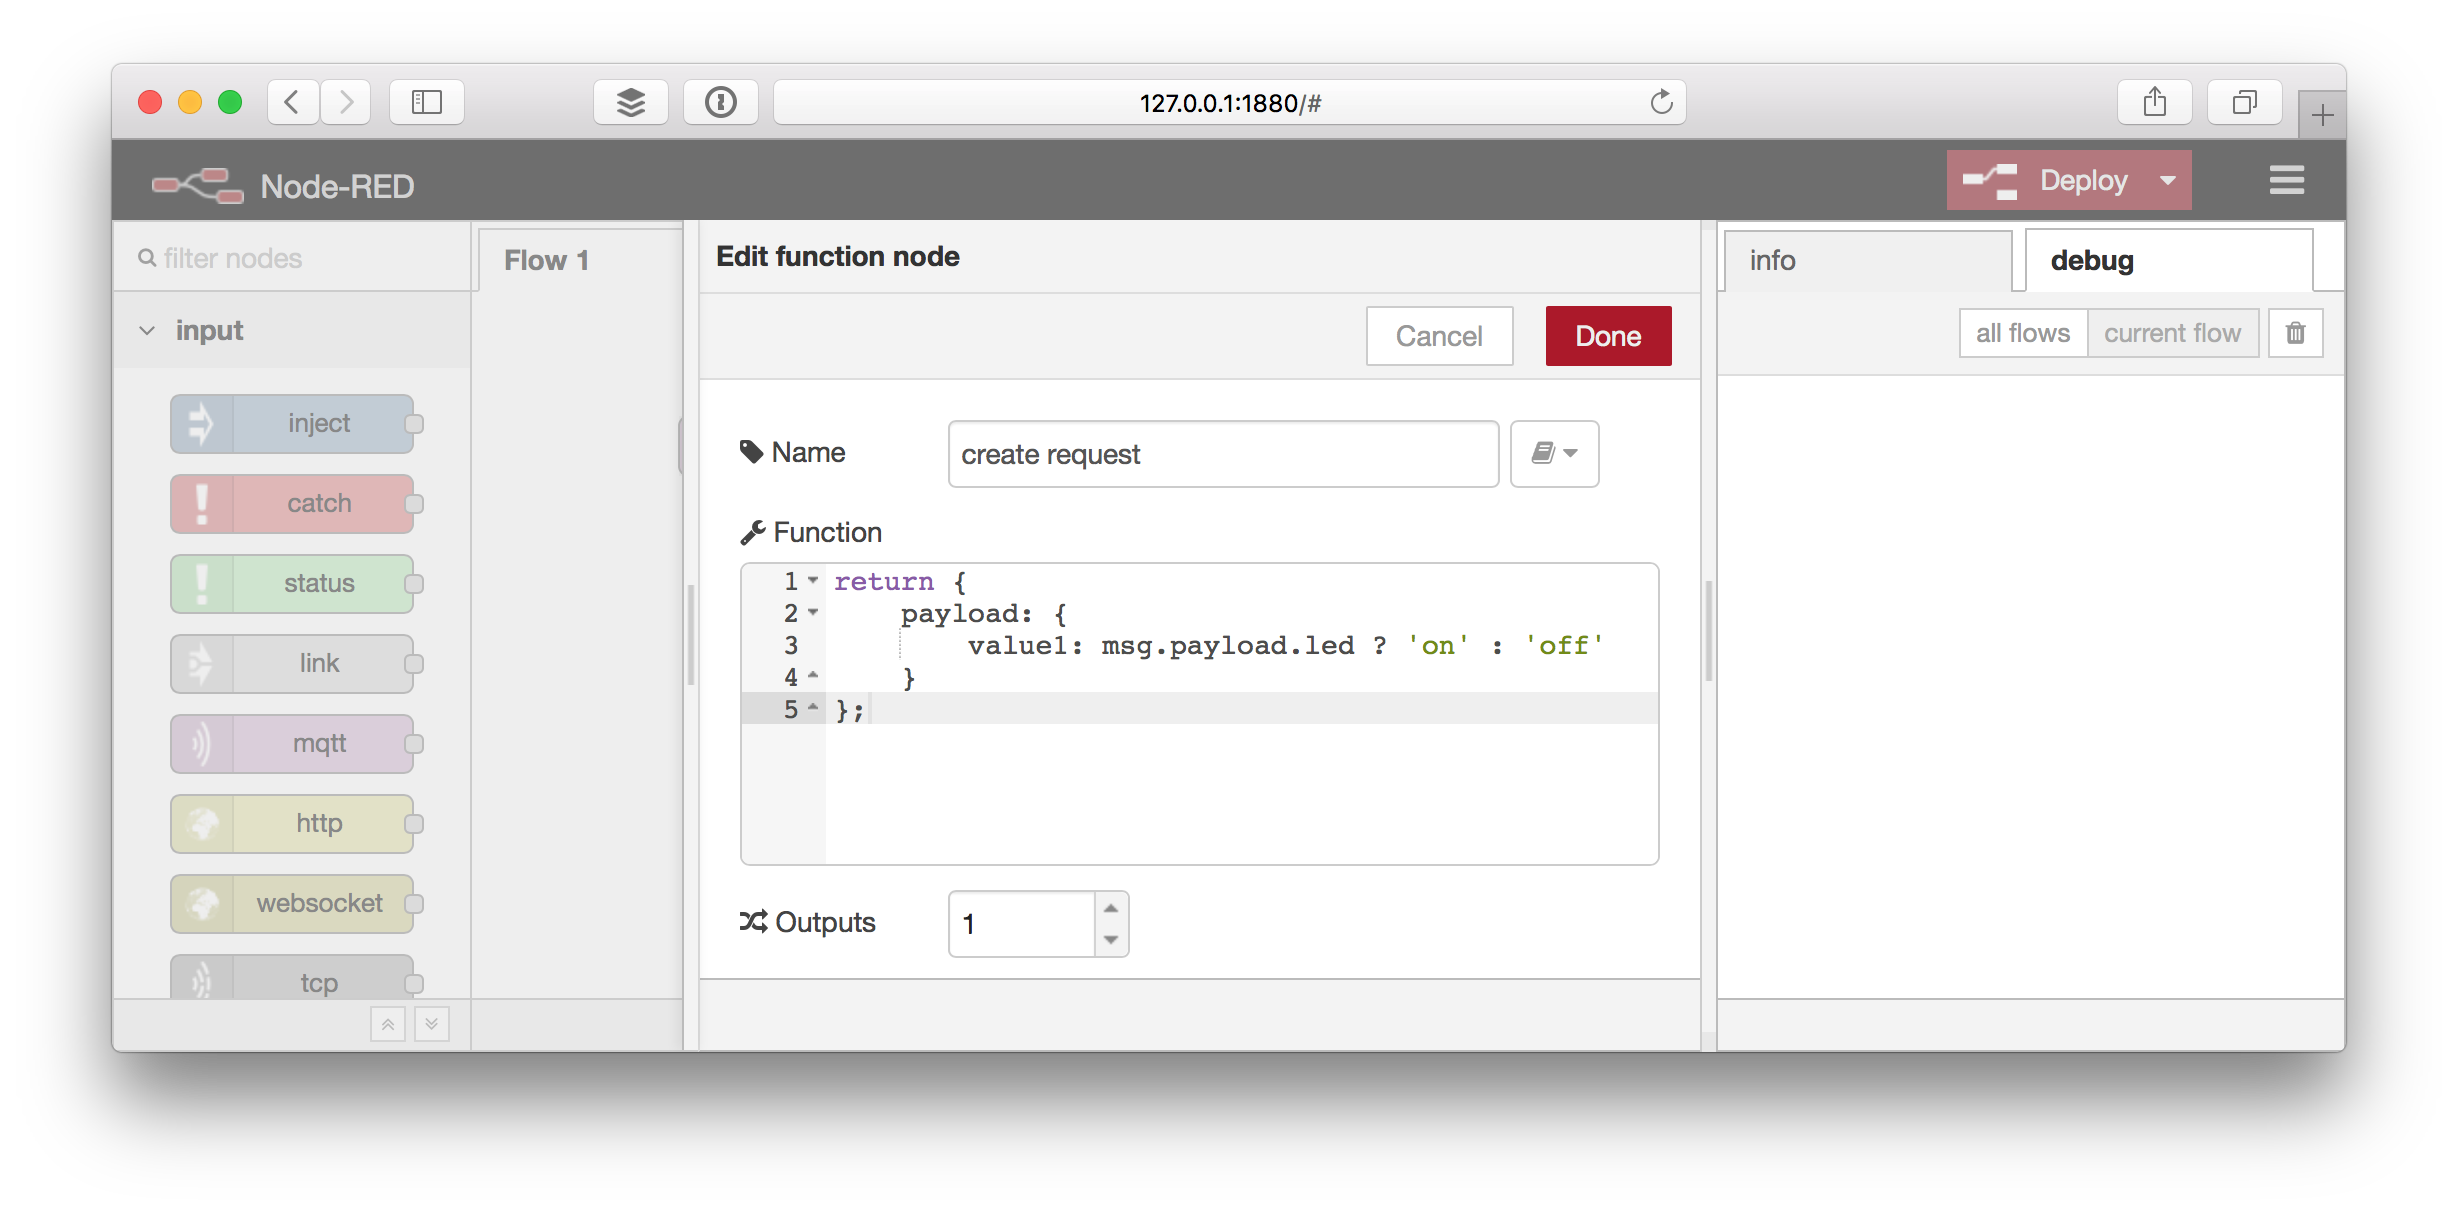 127.0.0.1:1880/#
Node-RED
Deploy
filter nodes
Flow 1
Edit function node
info
debug
input
Cancel
Done
all flows
current flow
inject
catch
status
link
mqtt
http
websocket
tcp
Name
create request
Function
1 return {
2 payload: {
3 value1: msg.payload.led ? 'on' : 'off'
4 }
5 };
Outputs
1